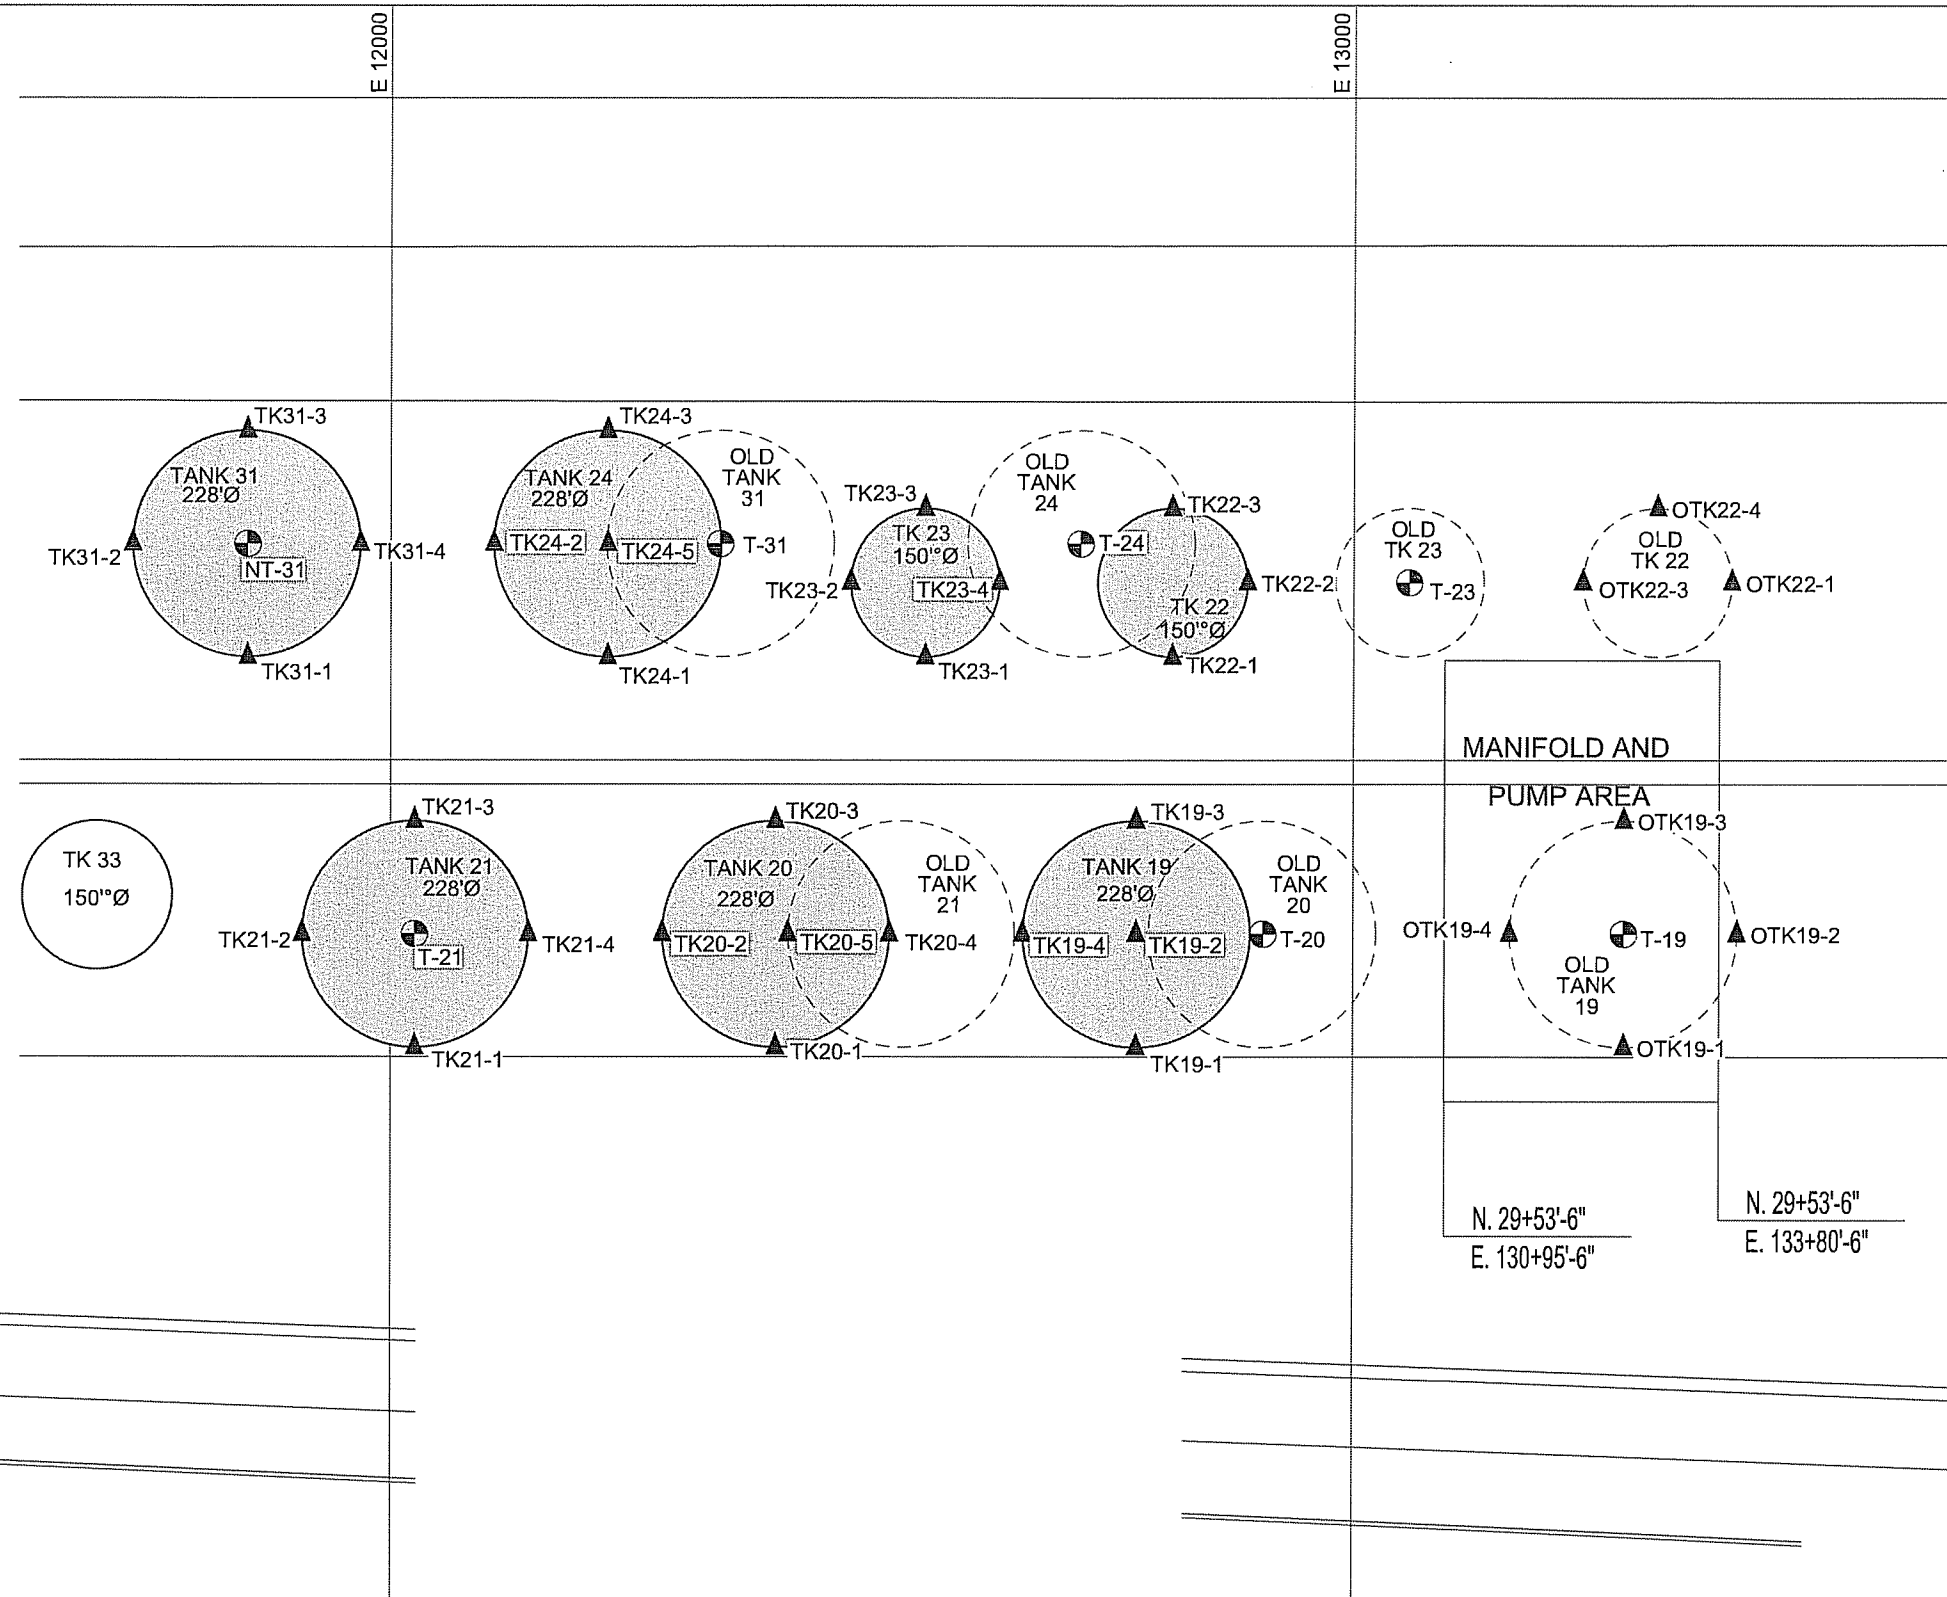 E 12000
E 13000
TK31-3
TANK 31
228'Ø
TK31-2
TK31-4
NT-31
TK31-1
TK24-3
TANK 24
228'Ø
TK24-2
TK24-5
TK24-1
OLD
TANK
31
T-31
TK23-3
TK 23
150'°Ø
TK23-2
TK23-4
TK23-1
OLD
TANK
24
T-24
TK22-3
TK22-2
TK 22
150'°Ø
TK22-1
OLD
TK 23
T-23
OTK22-4
OLD
TK 22
OTK22-3
OTK22-1
MANIFOLD AND
PUMP AREA
TK 33
150'°Ø
TK21-3
TANK 21
228'Ø
TK21-2
TK21-4
T-21
TK21-1
TK20-3
TANK 20
228'Ø
TK20-2
TK20-5
TK20-4
TK20-1
OLD
TANK
21
TK19-3
TANK 19
228'Ø
TK19-4
TK19-2
TK19-1
OLD
TANK
20
T-20
OTK19-3
OTK19-4
T-19
OTK19-2
OLD
TANK
19
OTK19-1
N. 29+53'-6"
E. 130+95'-6"
N. 29+53'-6"
E. 133+80'-6"